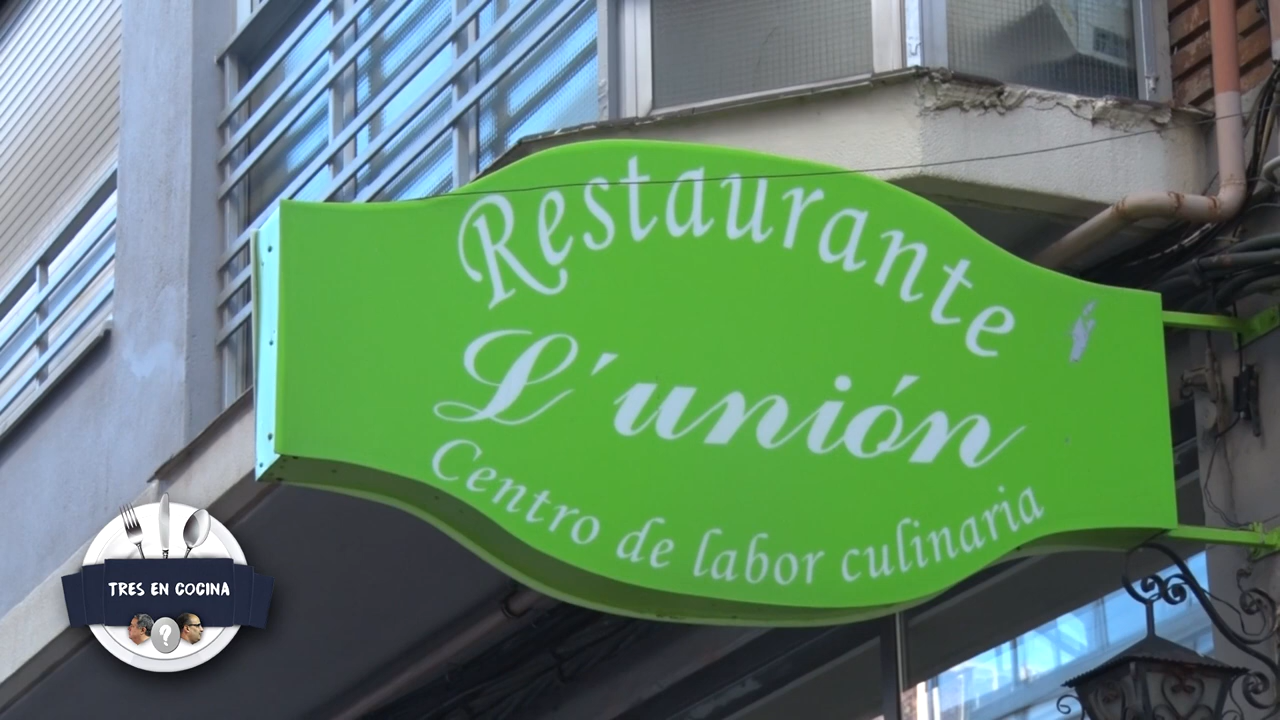 Restaurante
L´unión
Centro de labor culinaria
TRES EN COCINA
?